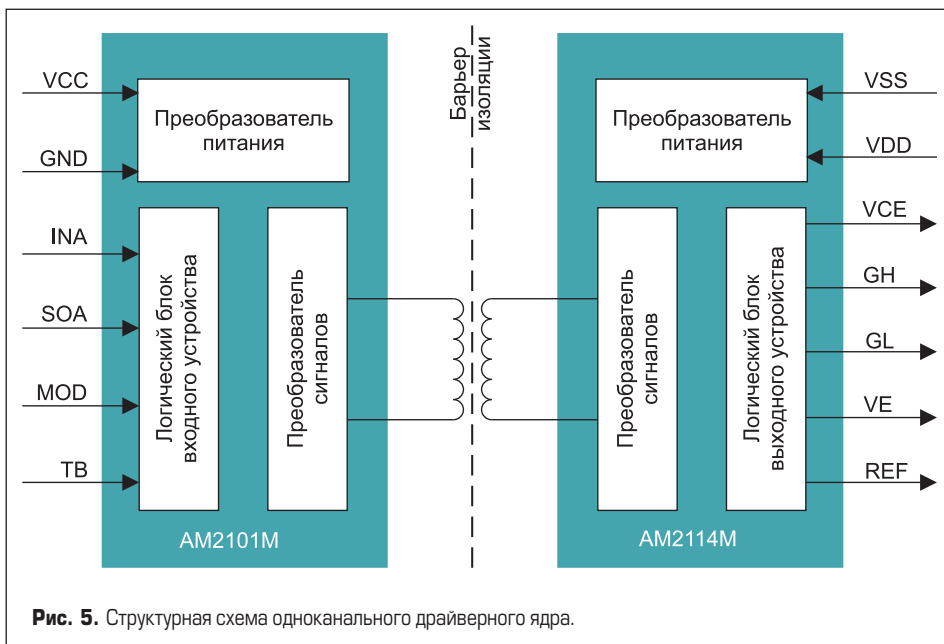 VCC
GND
INA
SOA
MOD
TB
Преобразователь
питания
Логический блок
входного устройства
Преобразователь
сигналов
AM2101M
Барьер
изоляции
Преобразователь
питания
Преобразователь
сигналов
Логический блок
выходного устройства
AM2114M
VSS
VDD
VCE
GH
GL
VE
REF
Рис. 5. Структурная схема одноканального драйверного ядра.